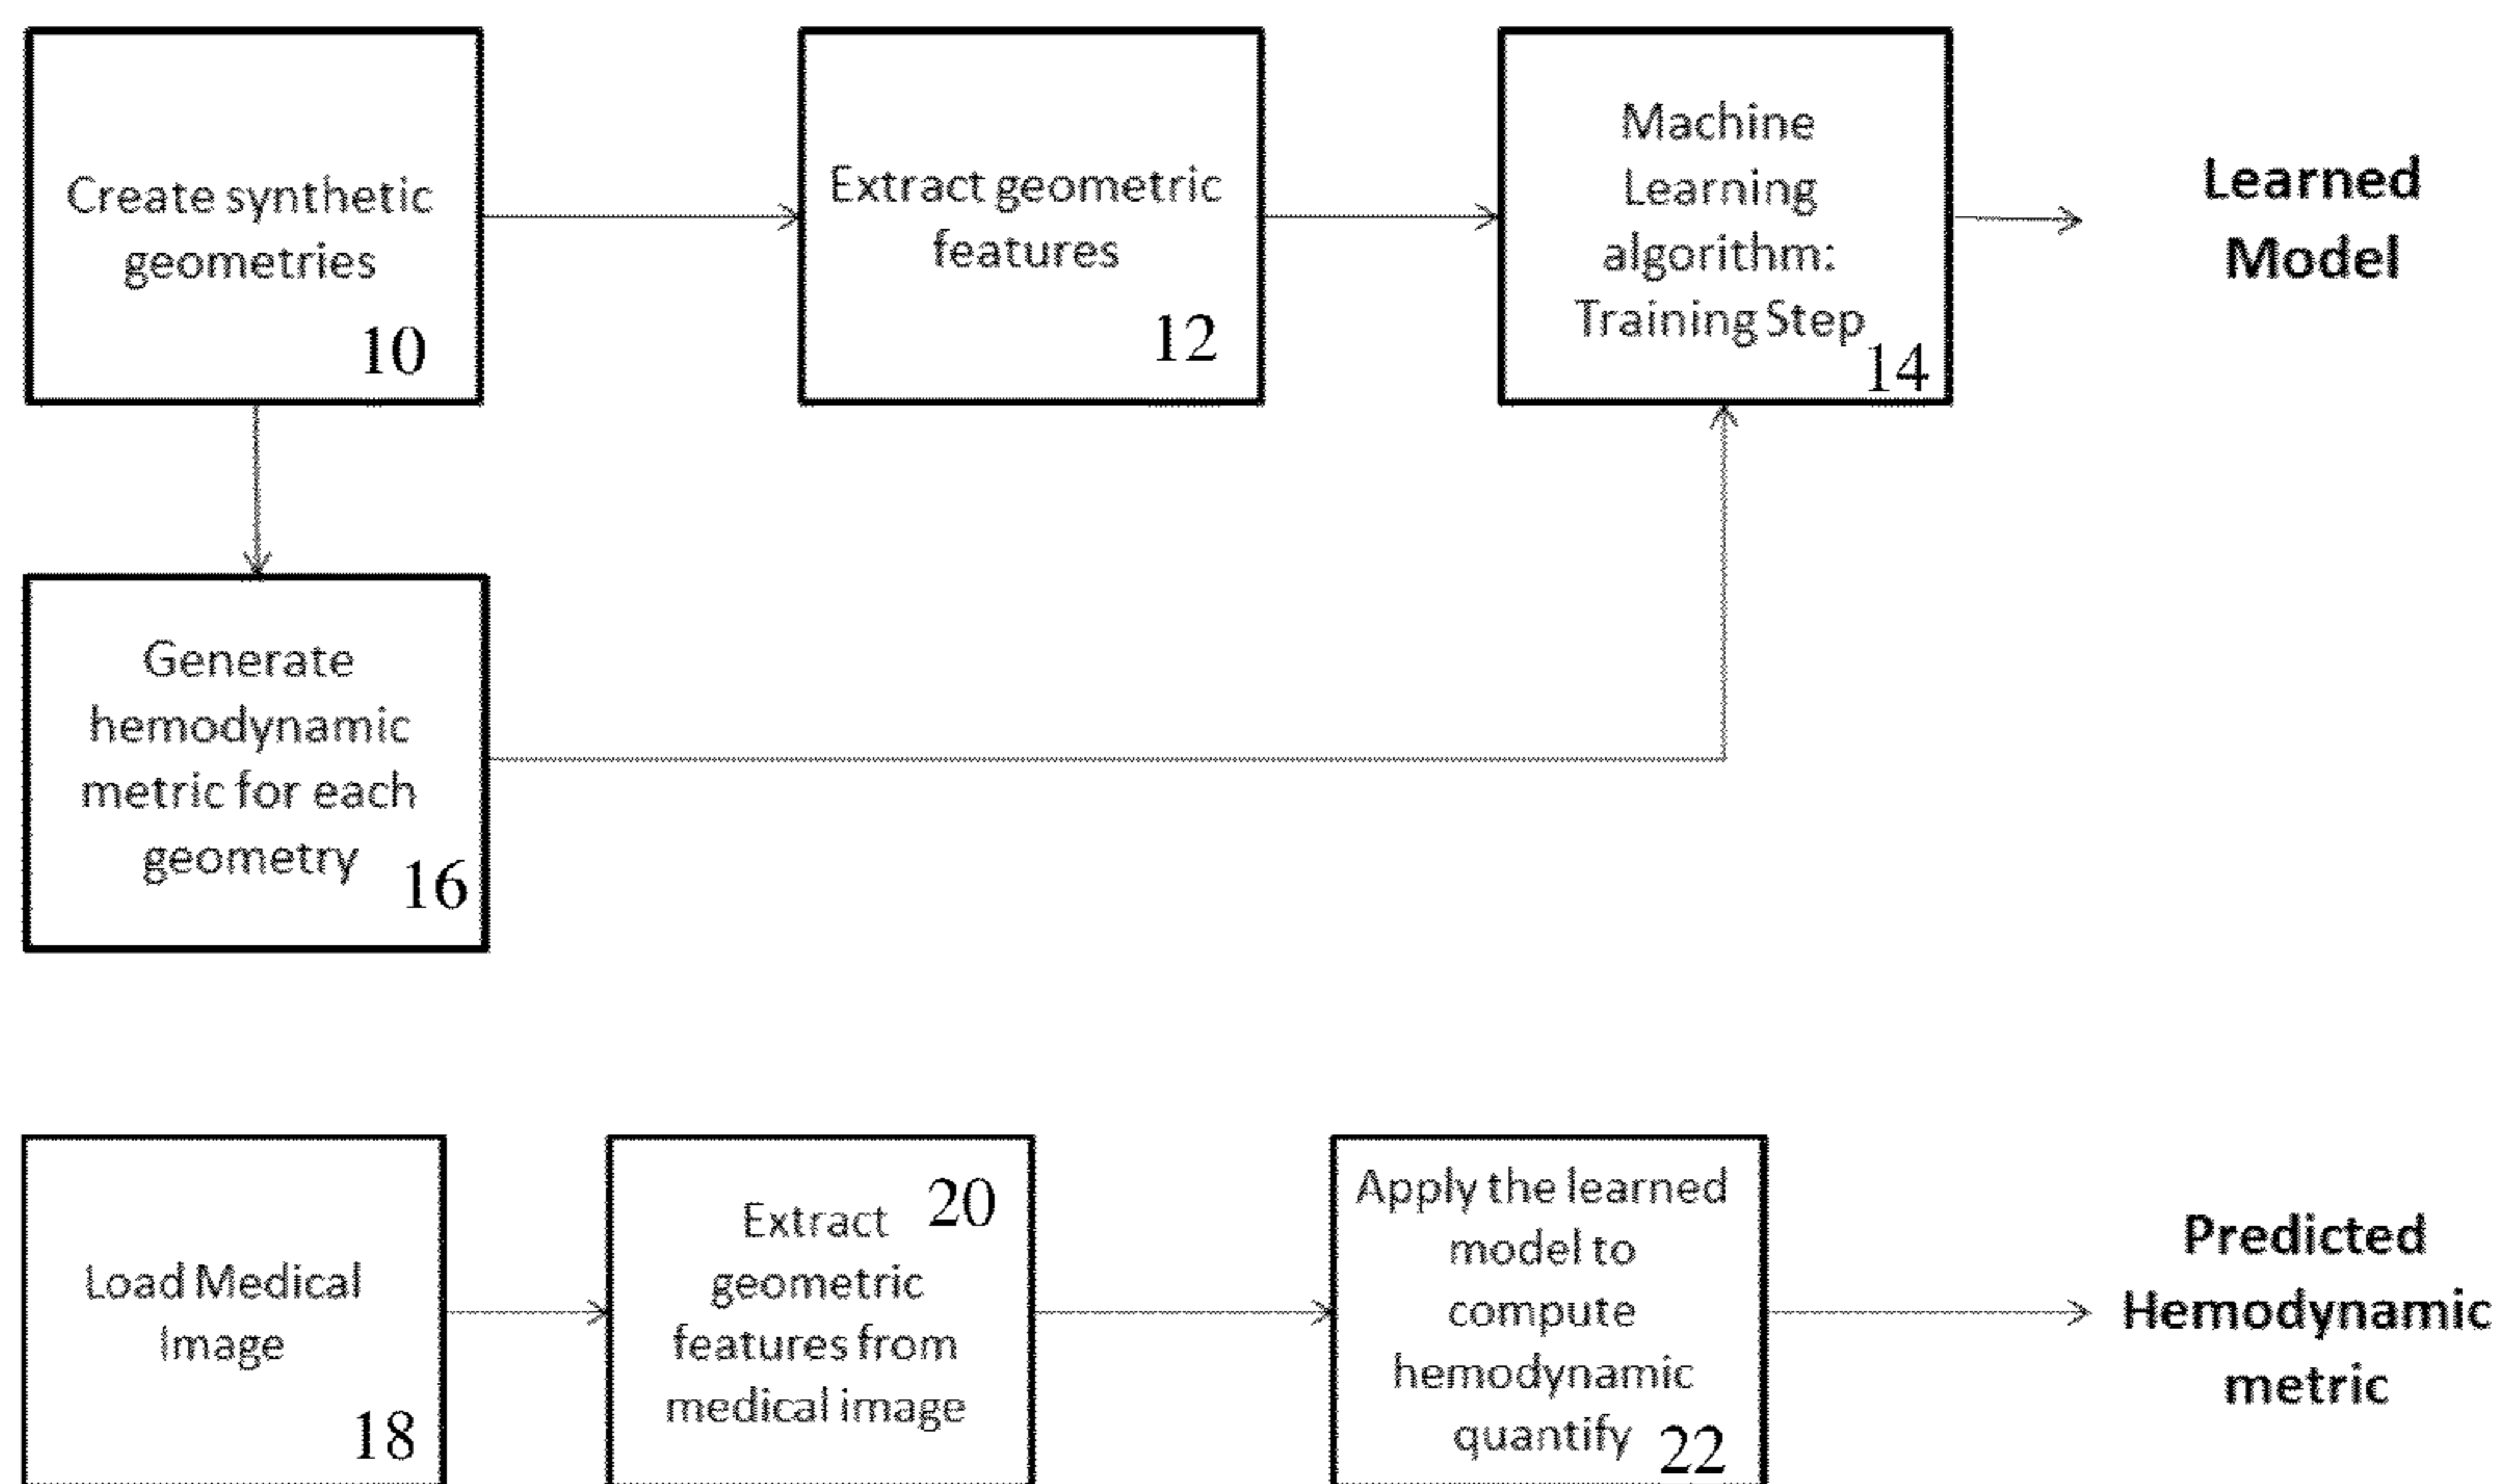 Create synthetic
geometries
10
Extract geometric
features
12
Machine
Learning
algorithm:
Training Step
14
Learned
Model
Generate
hemodynamic
metric for each
geometry
16
Load Medical
Image
18
20
Extract
geometric
features from
medical image
Apply the learned
model to
compute
hemodynamic
quantify
22
Predicted
Hemodynamic
metric